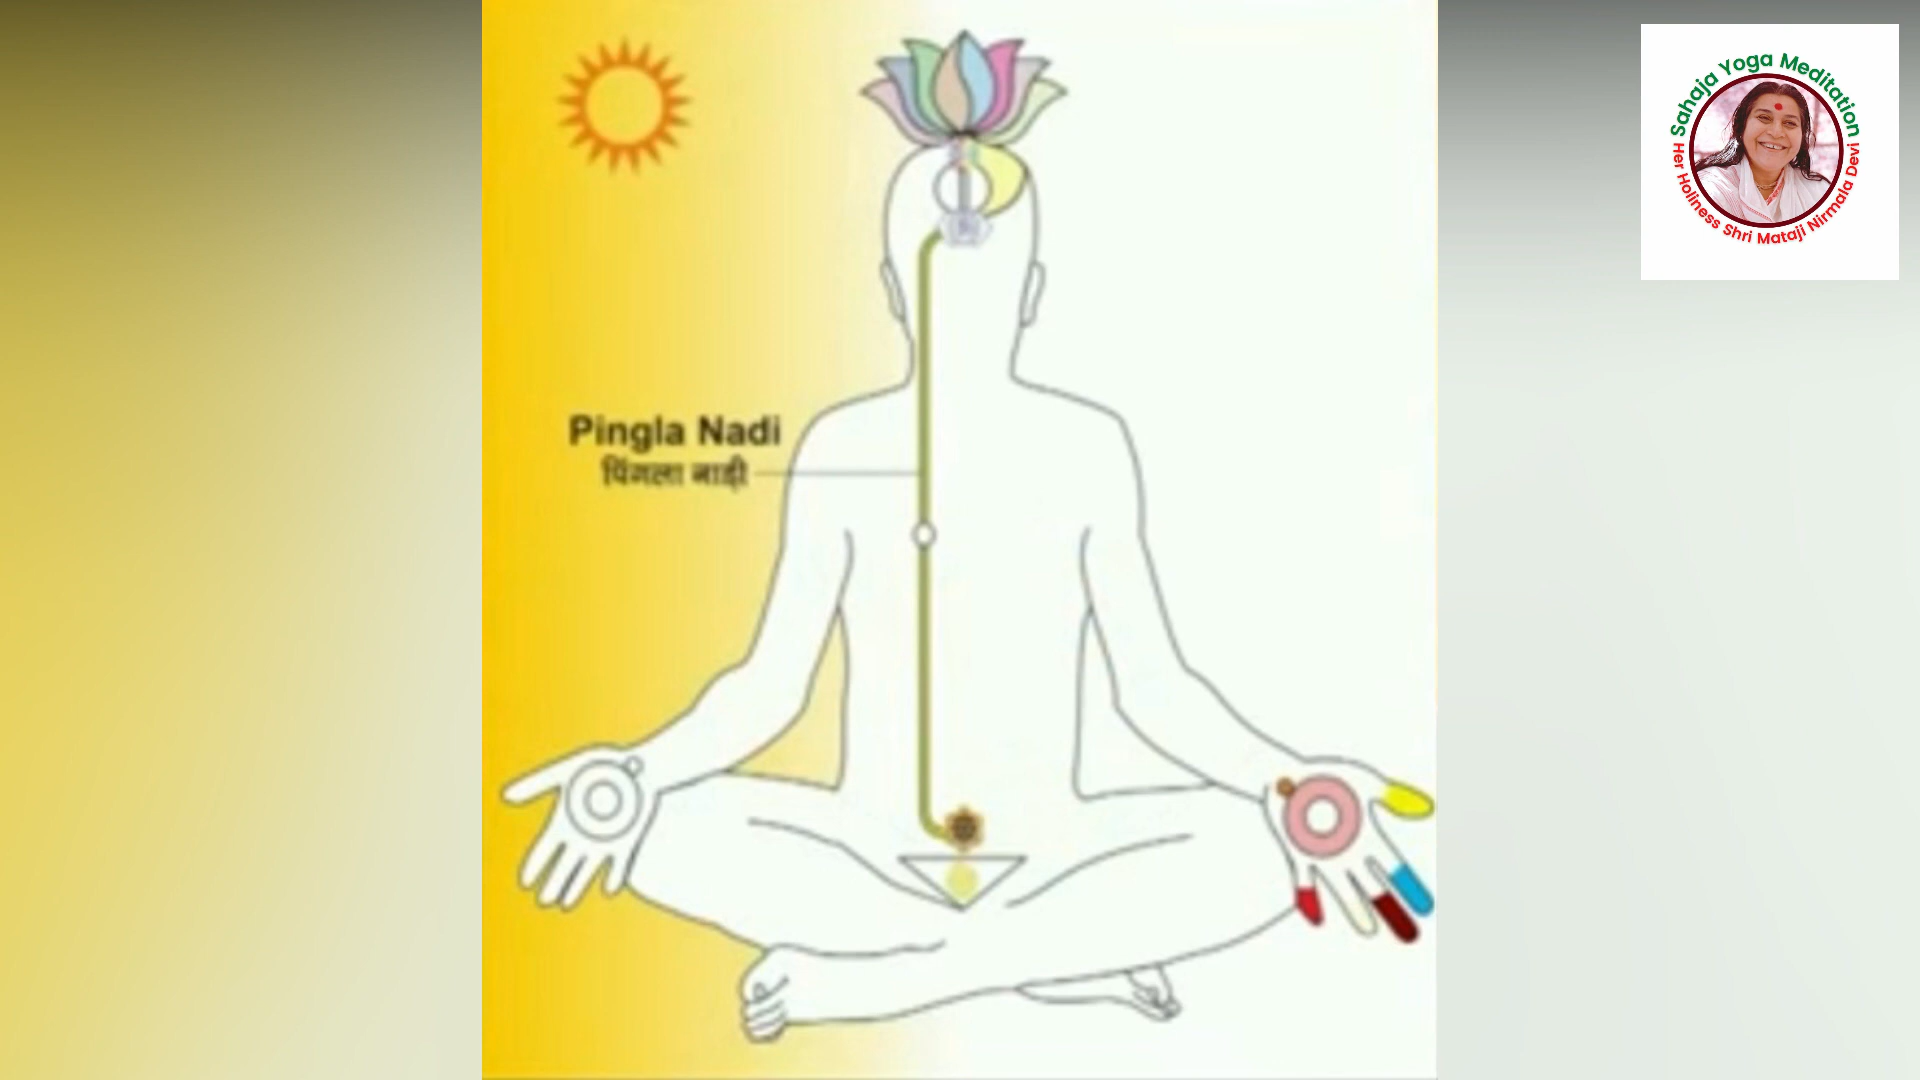 Sahaja Yoga Meditation
Her Holiness Shri Mataji Nirmala Devi
Pingla Nadi
पिंगला नाड़ी